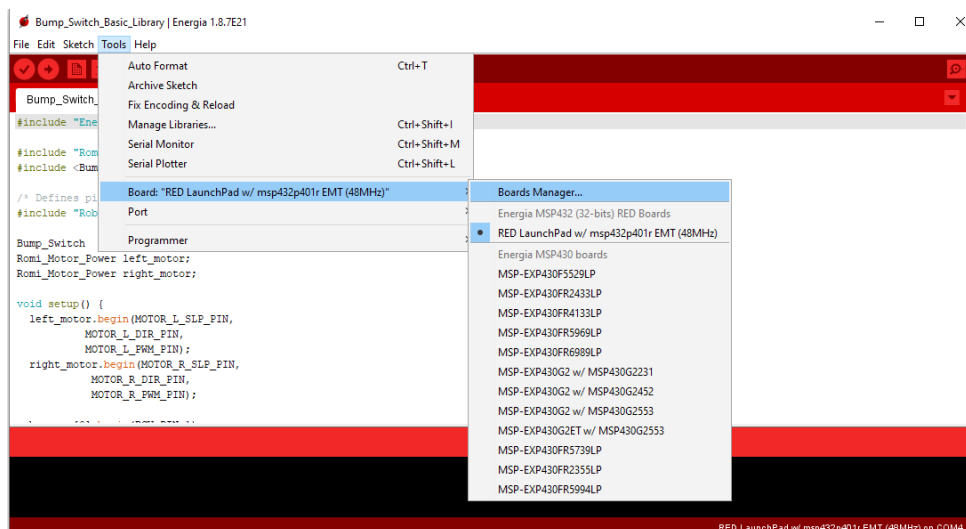 Bump_Switch_Basic_Library | Energia 1.8.7E21
File Edit Sketch Tools Help
Auto Format Ctrl+T
Archive Sketch
Fix Encoding & Reload
Manage Libraries... Ctrl+Shift+I
Serial Monitor Ctrl+Shift+M
Serial Plotter Ctrl+Shift+L
Board: "RED LaunchPad w/ msp432p401r EMT (48MHz)"
Port
Programmer
Boards Manager...
Energia MSP432 (32-bits) RED Boards
RED LaunchPad w/ msp432p401r EMT (48MHz)
Energia MSP430 boards
MSP-EXP430F5529LP
MSP-EXP430FR2433LP
MSP-EXP430FR4133LP
MSP-EXP430FR5969LP
MSP-EXP430FR6989LP
MSP-EXP430G2 w/ MSP430G2231
MSP-EXP430G2 w/ MSP430G2452
MSP-EXP430G2 w/ MSP430G2553
MSP-EXP430G2ET w/ MSP430G2553
MSP-EXP430FR5739LP
MSP-EXP430FR2355LP
MSP-EXP430FR5994LP
Bump_Switch_
#include "Ene
#include "Rom
#include <Bum
/* Defines pi
#include "Rob
Bump_Switch
Romi_Motor_Power left_motor;
Romi_Motor_Power right_motor;
void setup() {
left_motor.begin(MOTOR_L_SLP_PIN,
MOTOR_L_DIR_PIN,
MOTOR_L_PWM_PIN);
right_motor.begin(MOTOR_R_SLP_PIN,
MOTOR_R_DIR_PIN,
MOTOR_R_PWM_PIN);
RED LaunchPad w/ msp432p401r EMT (48MHz) on COM4